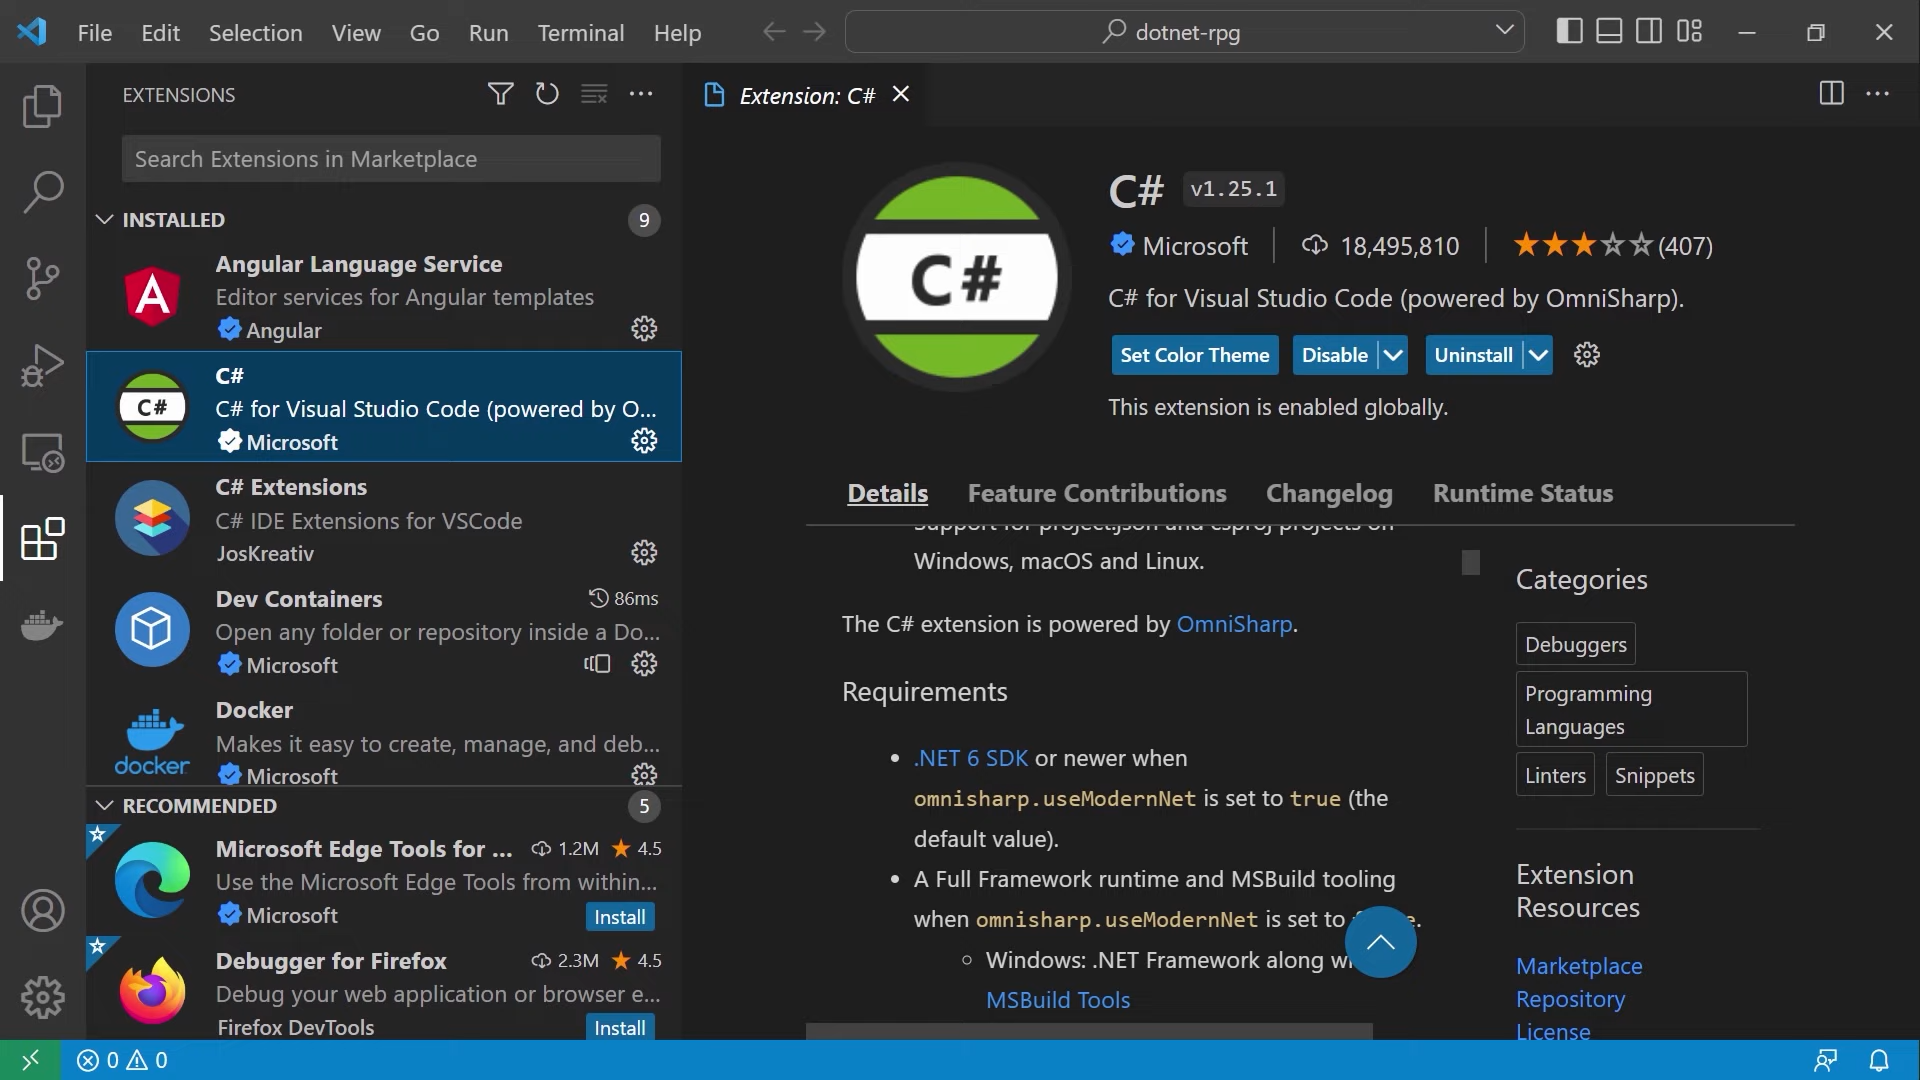 File Edit Selection View Go Run Terminal Help
dotnet-rpg
EXTENSIONS
Search Extensions in Marketplace
INSTALLED 9
Angular Language Service
Editor services for Angular templates
Angular
C#
C# for Visual Studio Code (powered by O...
Microsoft
C# Extensions
C# IDE Extensions for VSCode
JosKreativ
Dev Containers 86ms
Open any folder or repository inside a Do...
Microsoft
Docker
Makes it easy to create, manage, and deb...
Microsoft
docker
RECOMMENDED 5
Microsoft Edge Tools for ... 1.2M 4.5
Use the Microsoft Edge Tools from within...
Microsoft Install
Debugger for Firefox 2.3M 4.5
Debug your web application or browser e...
Firefox DevTools Install
Extension: C#
C#
C# v1.25.1
Microsoft 18,495,810 (407)
C# for Visual Studio Code (powered by OmniSharp).
Set Color Theme Disable Uninstall
This extension is enabled globally.
Details Feature Contributions Changelog Runtime Status
Support for project.json and csproj projects on
Windows, macOS and Linux.
The C# extension is powered by OmniSharp.
Requirements
• .NET 6 SDK or newer when
omnisharp.useModernNet is set to true (the
default value).
• A Full Framework runtime and MSBuild tooling
when omnisharp.useModernNet is set to
Windows: .NET Framework along
MSBuild Tools
Categories
Debuggers
Programming
Languages
Linters Snippets
Extension
Resources
Marketplace
Repository
License
0 0